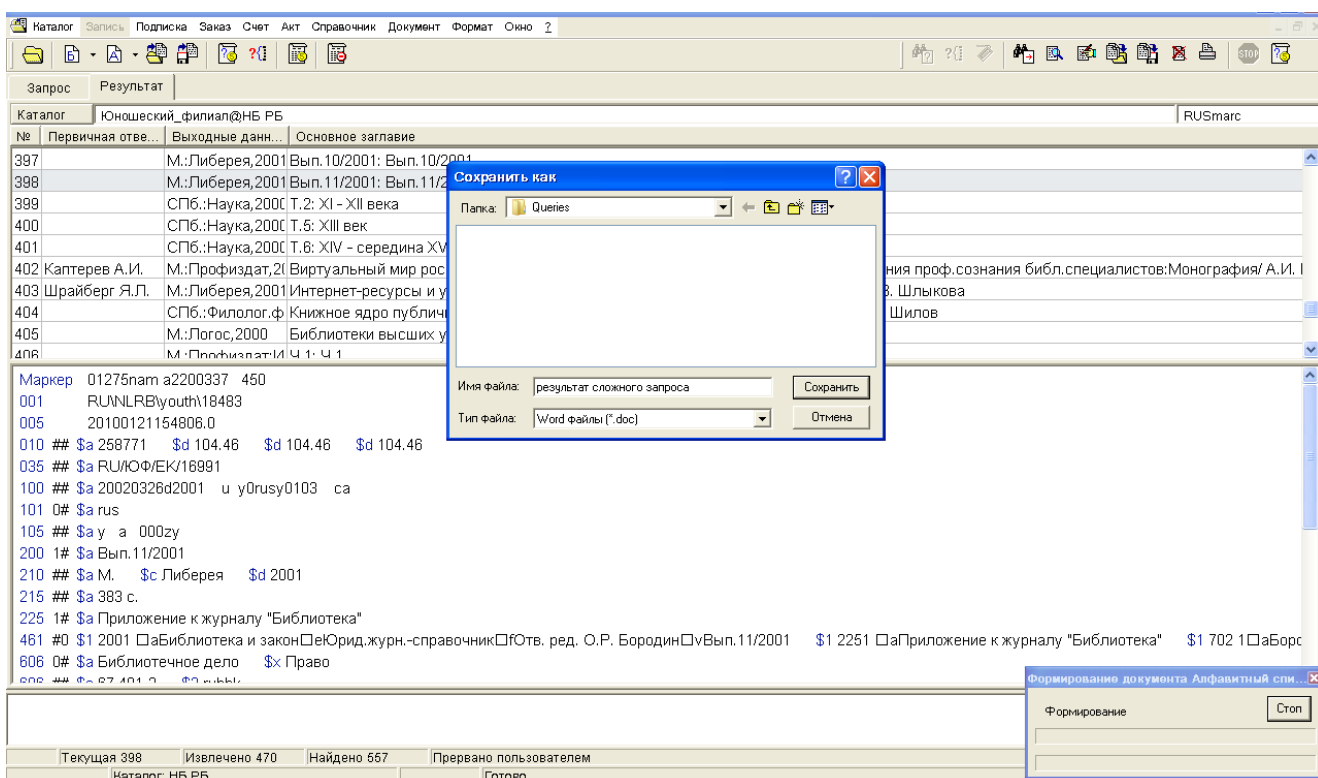 Каталог Запись Подписка Заказ Счет Акт Справочник Документ Формат Окно ?
Запрос Результат
Каталог Юношеский_филиал@НБ РБ RUSmarc
№ Первичная отве... Выходные данн... Основное заглавие
397 М.:Либерея,2001 Вып.10/2001: Вып.10/2001
398 М.:Либерея,2001 Вып.11/2001: Вып.11/2
399 СПб.:Наука,2000 Т.2: XI - XII века
400 СПб.:Наука,2000 Т.5: XIII век
401 СПб.:Наука,2000 Т.6: XIV - середина XV
402 Каптерев А.И. М.:Профиздат,2( Виртуальный мир рос ния проф.сознания библ.специалистов:Монография/ А.И.
403 Шрайберг Я.Л. М.:Либерея,2001 Интернет-ресурсы и у Шлыкова
404 СПб.:Филолог.ф Книжное ядро публичн Шилов
405 М.:Логос,2000 Библиотеки высших у
406 М.:Профиздат:И Ч.1: Ч.1
Сохранить как
Папка: Queries
Имя файла: результат сложного запроса Сохранить
Тип файла: Word файлы (*.doc) Отмена
Маркер 01275nam a2200337 450
001 RU\NLRB\youth\18483
005 20100121154806.0
010 ## $a 258771 $d 104.46 $d 104.46 $d 104.46
035 ## $a RU/ЮФ/ЕК/16991
100 ## $a 20020326d2001 u y0rusy0103 ca
101 0# $a rus
105 ## $a y a 000zy
200 1# $a Вып.11/2001
210 ## $a М. $c Либерея $d 2001
215 ## $a 383 с.
225 1# $a Приложение к журналу "Библиотека"
461 #0 $1 2001 □aБиблиотека и закон□eЮрид.журн.-справочник□fОтв. ред. О.Р. Бородин□vВып.11/2001 $1 2251 □aПриложение к журналу "Библиотека" $1 702 1□aБоро
606 0# $a Библиотечное дело $x Право
Формирование документа Алфавитный спи...
Формирование Стоп
Текущая 398 Извлечено 470 Найдено 557 Прервано пользователем
Каталог: НБ РБ Готово